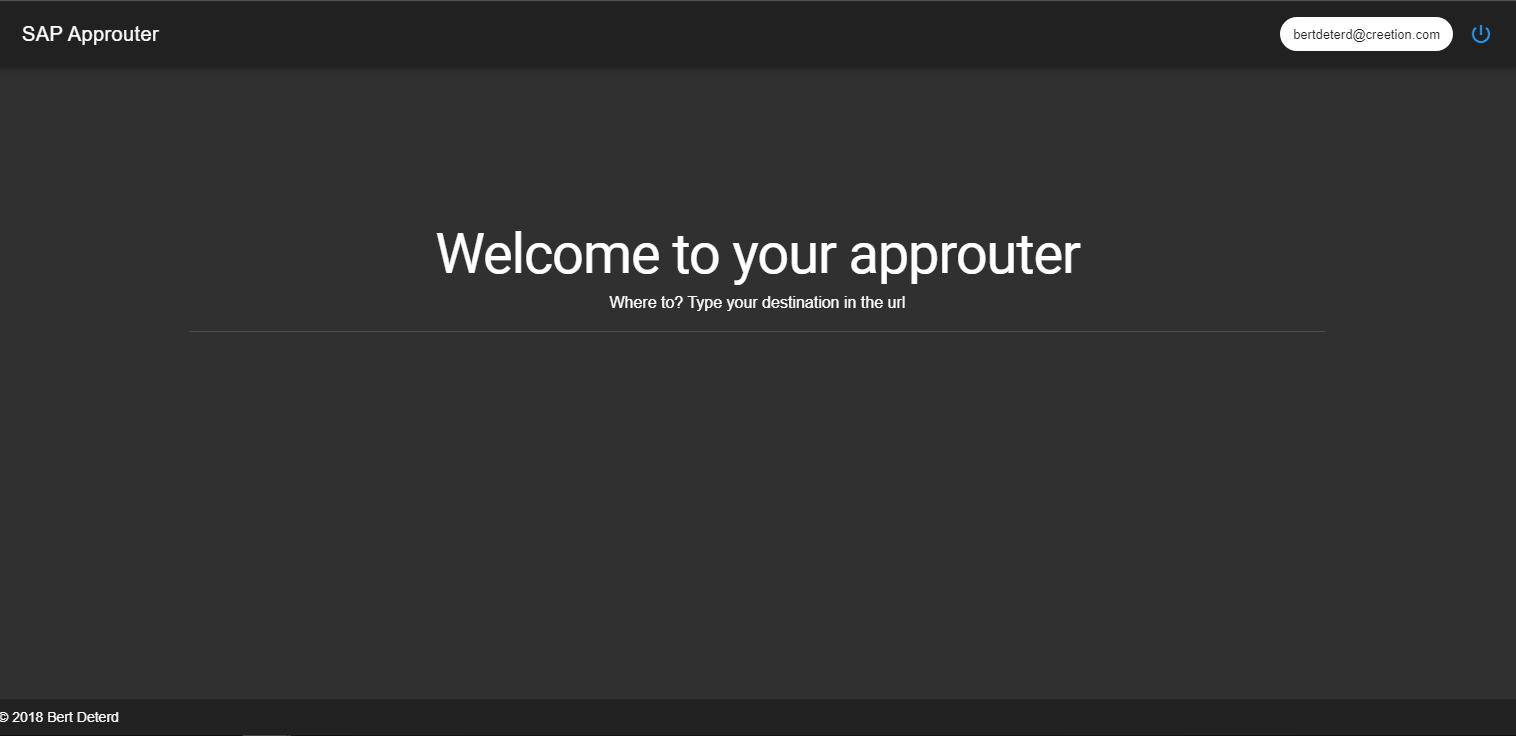 SAP Approuter
bertdeterd@creetion.com
Welcome to your approuter
Where to? Type your destination in the url
© 2018 Bert Deterd